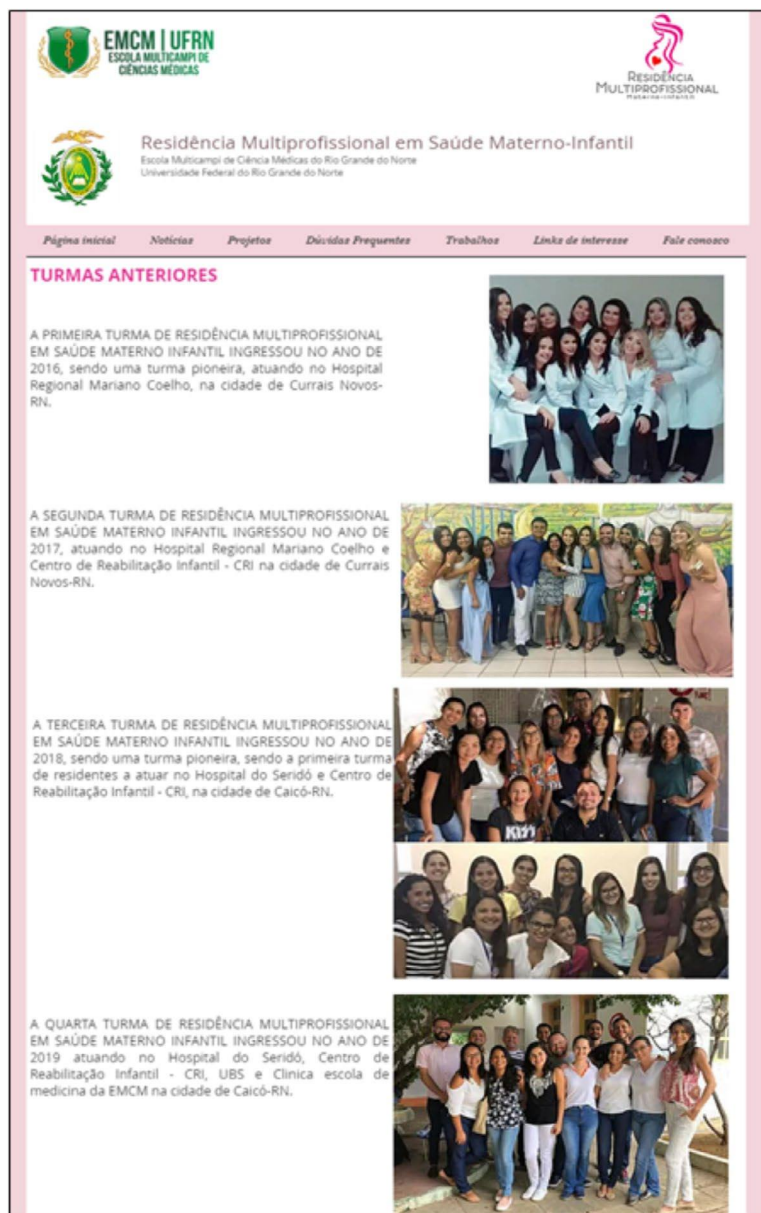 EMCM | UFRN
ESCOLA MULTICAMPI DE
CIÊNCIAS MÉDICAS
RESIDÊNCIA
MULTIPROFISSIONAL
Materno-Infantil
Residência Multiprofissional em Saúde Materno-Infantil
Escola Multicampi de Ciência Médicas do Rio Grande do Norte
Universidade Federal do Rio Grande do Norte
Página inicial Notícias Projetos Dúvidas Frequentes Trabalhos Links de interesse Fale conosco
TURMAS ANTERIORES
A PRIMEIRA TURMA DE RESIDÊNCIA MULTIPROFISSIONAL
EM SAÚDE MATERNO INFANTIL INGRESSOU NO ANO DE
2016, sendo uma turma pioneira, atuando no Hospital
Regional Mariano Coelho, na cidade de Currais Novos-
RN.
A SEGUNDA TURMA DE RESIDÊNCIA MULTIPROFISSIONAL
EM SAÚDE MATERNO INFANTIL INGRESSOU NO ANO DE
2017, atuando no Hospital Regional Mariano Coelho e
Centro de Reabilitação Infantil - CRI na cidade de Currais
Novos-RN.
A TERCEIRA TURMA DE RESIDÊNCIA MULTIPROFISSIONAL
EM SAÚDE MATERNO INFANTIL INGRESSOU NO ANO DE
2018, sendo uma turma pioneira, sendo a primeira turma
de residentes a atuar no Hospital do Seridó e Centro de
Reabilitação Infantil - CRI, na cidade de Caicó-RN.
KISS
A QUARTA TURMA DE RESIDÊNCIA MULTIPROFISSIONAL
EM SAÚDE MATERNO INFANTIL INGRESSOU NO ANO DE
2019 atuando no Hospital do Seridó, Centro de
Reabilitação Infantil - CRI, UBS e Clinica escola de
medicina da EMCM na cidade de Caicó-RN.